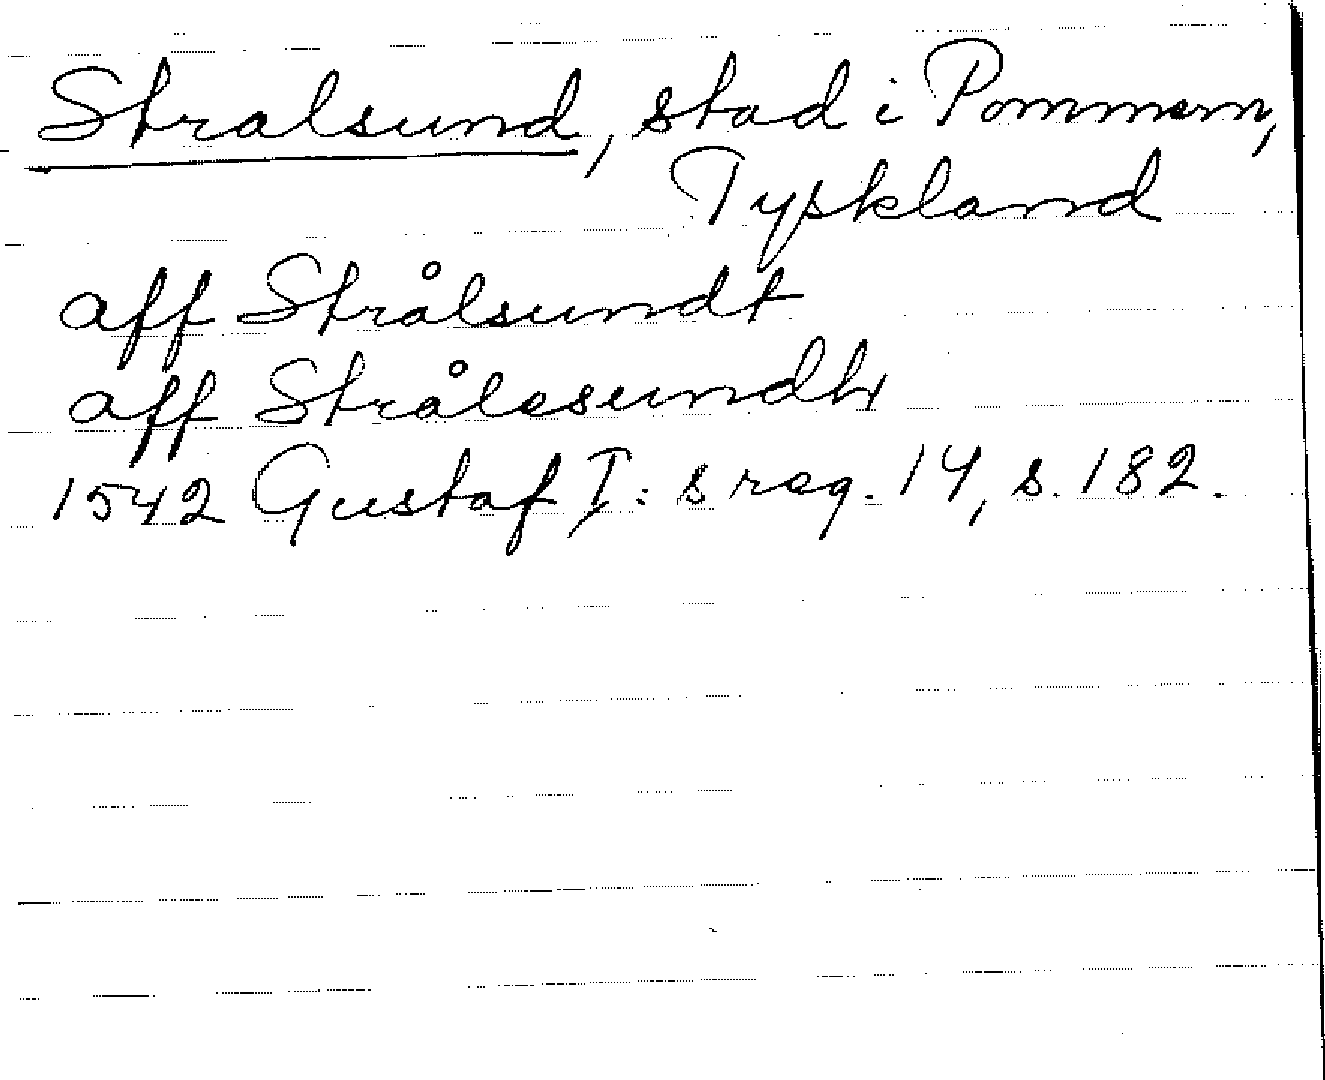 Stralsund, stad i Pommern,
Tyskland
aff Strålsundt
aff Strålesundh
1542 Gustaf I:s reg. 14, s. 182.